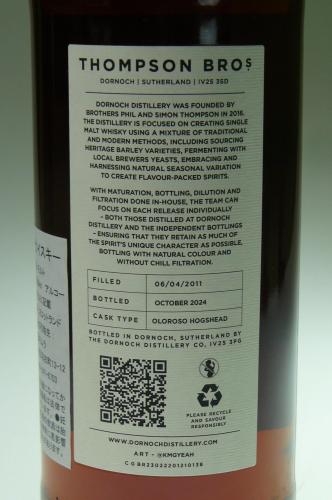 THOMPSON BROS
DORNOCH | SUTHERLAND | IV25 3SD
DORNOCH DISTILLERY WAS FOUNDED BY
BROTHERS PHIL AND SIMON THOMPSON IN 2016.
THE DISTILLERY IS FOCUSED ON CREATING SINGLE
MALT WHISKY USING A MIXTURE OF TRADITIONAL
AND MODERN METHODS, INCLUDING SOURCING
HERITAGE BARLEY VARIETIES, FERMENTING WITH
LOCAL BREWERS YEASTS, EMBRACING AND
HARNESSING NATURAL SEASONAL VARIATION
TO CREATE FLAVOUR-PACKED SPIRITS.
WITH MATURATION, BOTTLING, DILUTION AND
FILTRATION DONE IN-HOUSE, THE TEAM CAN
FOCUS ON EACH RELEASE INDIVIDUALLY
- BOTH THOSE DISTILLED AT DORNOCH
DISTILLERY AND THE INDEPENDENT BOTTLINGS
- ENSURING THAT THEY RETAIN AS MUCH OF
THE SPIRIT'S UNIQUE CHARACTER AS POSSIBLE,
BOTTLING WITH NATURAL COLOUR AND
WITHOUT CHILL FILTRATION.
FILLED 06/04/2011
BOTTLED OCTOBER 2024
CASK TYPE OLOROSO HOGSHEAD
BOTTLED IN DORNOCH, SUTHERLAND BY
THE DORNOCH DISTILLERY CO, IV25 3FG
PLEASE RECYCLE
AND SAVOUR
RESPONSIBLY
WWW.DORNOCHDISTILLERY.COM
ART - @KMGYEAH
イスキー
アルコー